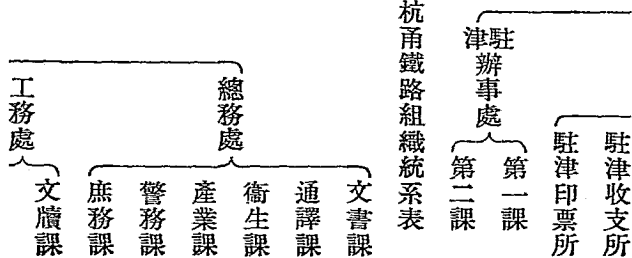 駐津收支所
駐津印票所
駐津辦事處
第一課
第二課
杭甬鐵路組織統系表
總務處
文書課
通譯課
衞生課
產業課
警務課
庶務課
工務處
文牘課